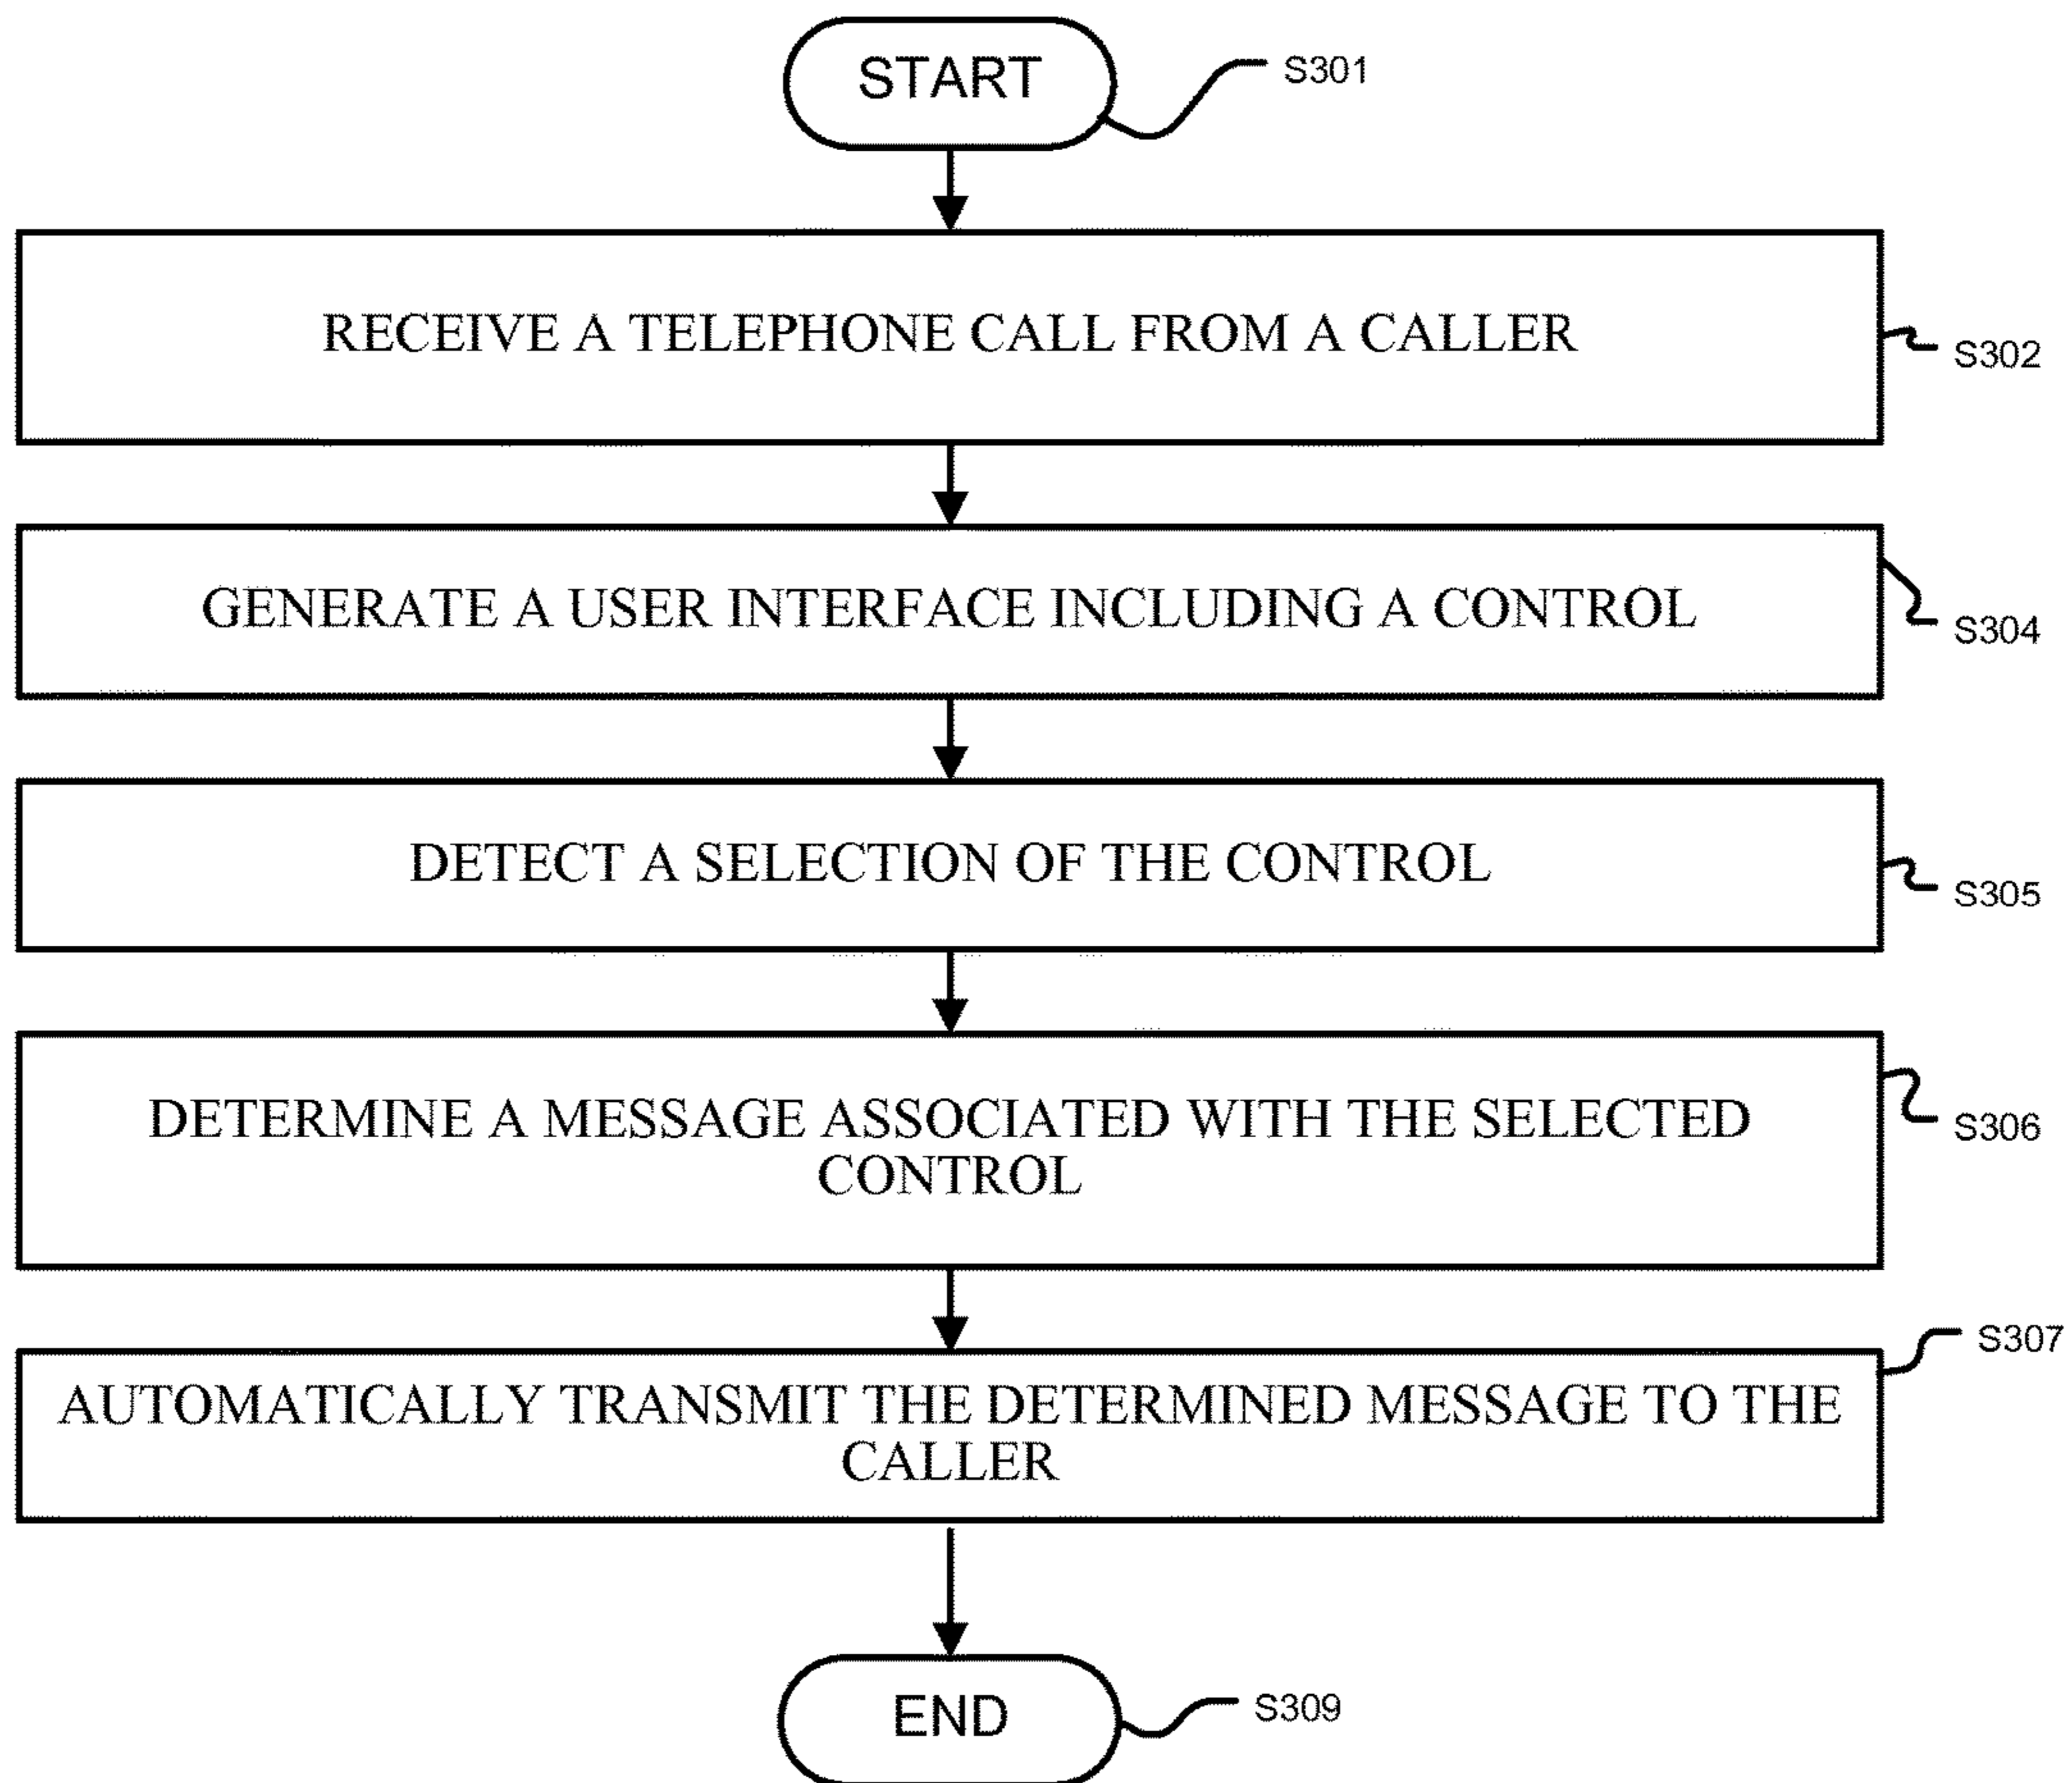 START
S301
RECEIVE A TELEPHONE CALL FROM A CALLER
S302
GENERATE A USER INTERFACE INCLUDING A CONTROL
S304
DETECT A SELECTION OF THE CONTROL
S305
DETERMINE A MESSAGE ASSOCIATED WITH THE SELECTED
CONTROL
S306
AUTOMATICALLY TRANSMIT THE DETERMINED MESSAGE TO THE
CALLER
S307
END
S309